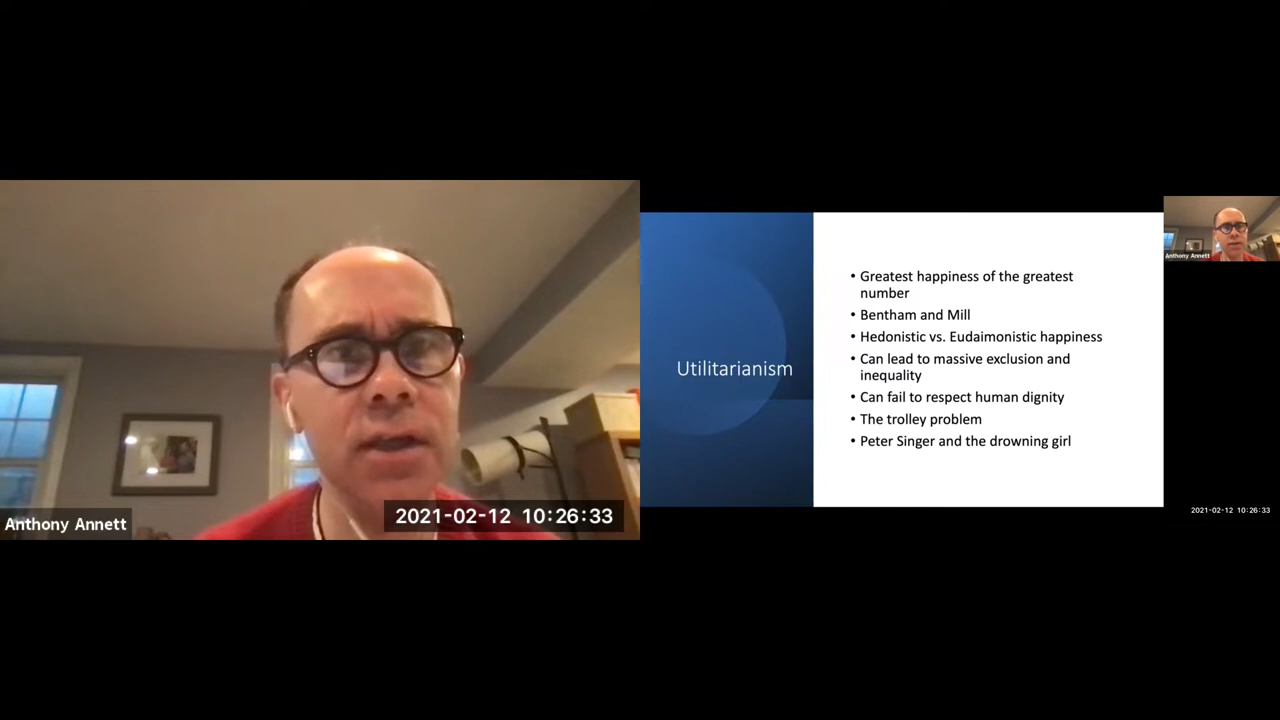 Anthony Annett
2021-02-12 10:26:33
Utilitarianism
• Greatest happiness of the greatest
number
• Bentham and Mill
• Hedonistic vs. Eudaimonistic happiness
• Can lead to massive exclusion and
inequality
• Can fail to respect human dignity
• The trolley problem
• Peter Singer and the drowning girl
Anthony Annett
2021-02-12 10:26:33